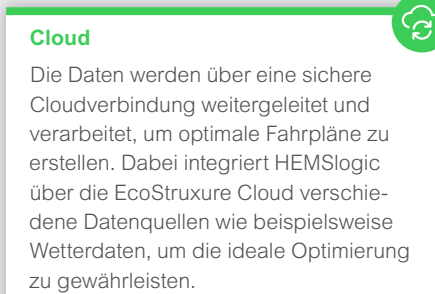 Cloud
Die Daten werden über eine sichere
Cloudverbindung weitergeleitet und
verarbeitet, um optimale Fahrpläne zu
erstellen. Dabei integriert HEMSlogic
über die EcoStruxure Cloud verschie-
dene Datenquellen wie beispielsweise
Wetterdaten, um die ideale Optimierung
zu gewährleisten.